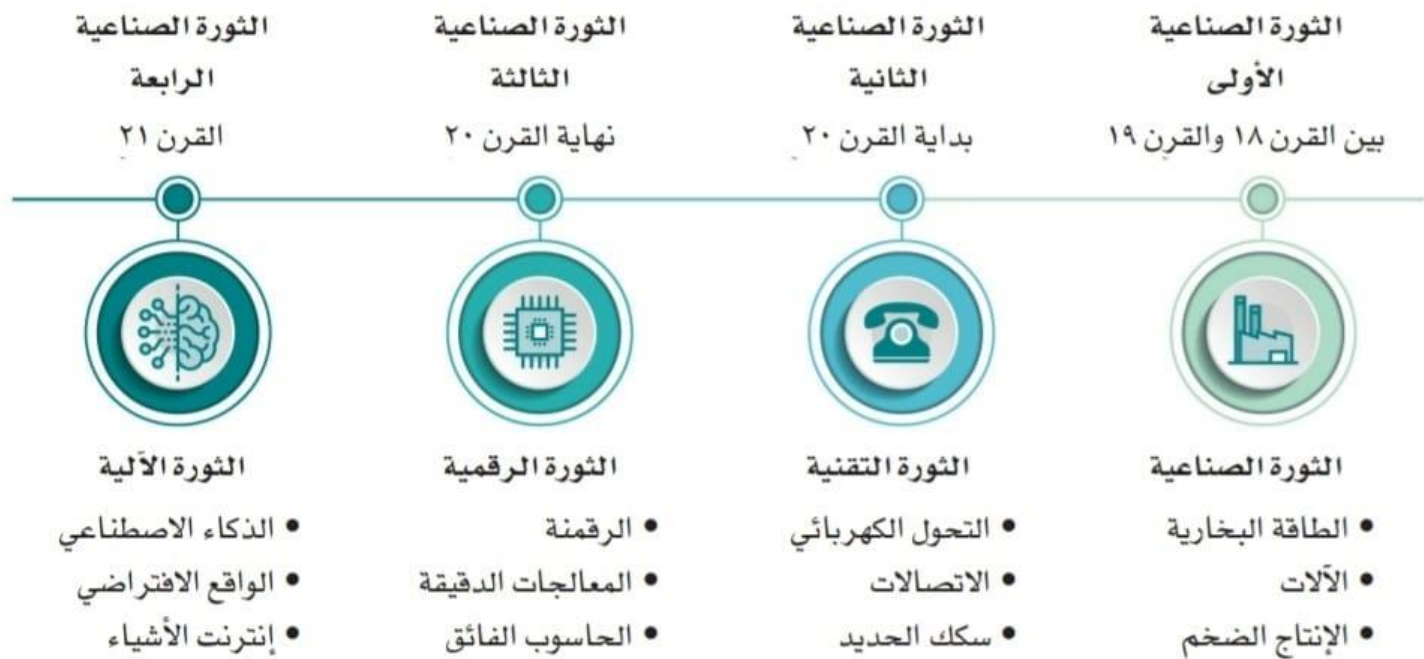 الثورة الصناعية
الأولى
بين القرن ١٨ والقرن ١٩
الثورة الصناعية
• الطاقة البخارية
• الآلات
• الإنتاج الضخم
الثورة الصناعية
الثانية
بداية القرن ٢٠
الثورة التقنية
• التحول الكهربائي
• الاتصالات
• سكك الحديد
الثورة الصناعية
الثالثة
نهاية القرن ٢٠
الثورة الرقمية
• الرقمنة
• المعالجات الدقيقة
• الحاسوب الفائق
الثورة الصناعية
الرابعة
القرن ٢١
الثورة الآلية
• الذكاء الاصطناعي
• الواقع الافتراضي
• إنترنت الأشياء